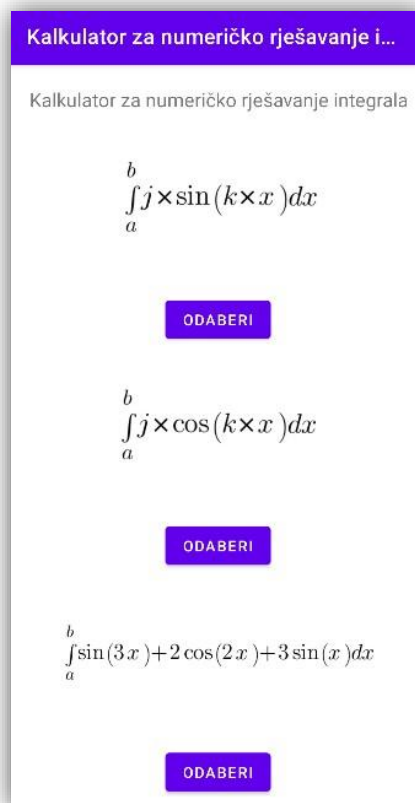 Kalkulator za numeričko rješavanje i...
Kalkulator za numeričko rješavanje integrala
b
∫ j × sin(k × x)dx
a
ODABERI
b
∫ j × cos(k × x)dx
a
ODABERI
b
∫ sin(3x)+2cos(2x)+3sin(x)dx
a
ODABERI